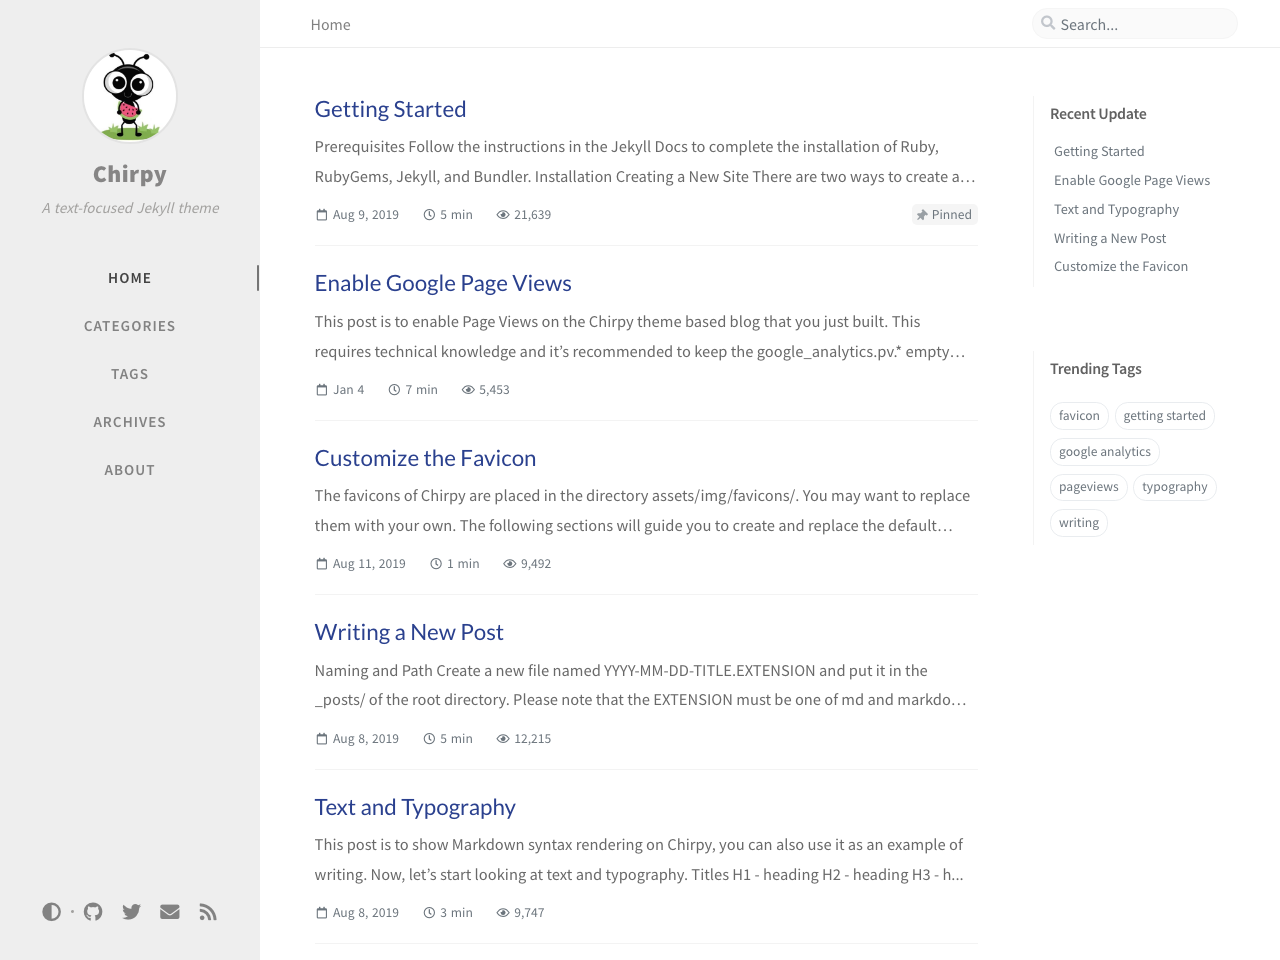 Chirpy
A text-focused Jekyll theme
HOME
CATEGORIES
TAGS
ARCHIVES
ABOUT
Home
Search...
Getting Started
Prerequisites Follow the instructions in the Jekyll Docs to complete the installation of Ruby,
RubyGems, Jekyll, and Bundler. Installation Creating a New Site There are two ways to create a…
Aug 9, 2019 5 min 21,639 Pinned
Enable Google Page Views
This post is to enable Page Views on the Chirpy theme based blog that you just built. This
requires technical knowledge and it’s recommended to keep the google_analytics.pv.* empty…
Jan 4 7 min 5,453
Customize the Favicon
The favicons of Chirpy are placed in the directory assets/img/favicons/. You may want to replace
them with your own. The following sections will guide you to create and replace the default…
Aug 11, 2019 1 min 9,492
Writing a New Post
Naming and Path Create a new file named YYYY-MM-DD-TITLE.EXTENSION and put it in the
_posts/ of the root directory. Please note that the EXTENSION must be one of md and markdo…
Aug 8, 2019 5 min 12,215
Text and Typography
This post is to show Markdown syntax rendering on Chirpy, you can also use it as an example of
writing. Now, let’s start looking at text and typography. Titles H1 - heading H2 - heading H3 - h...
Aug 8, 2019 3 min 9,747
Recent Update
Getting Started
Enable Google Page Views
Text and Typography
Writing a New Post
Customize the Favicon
Trending Tags
favicon getting started
google analytics
pageviews typography
writing